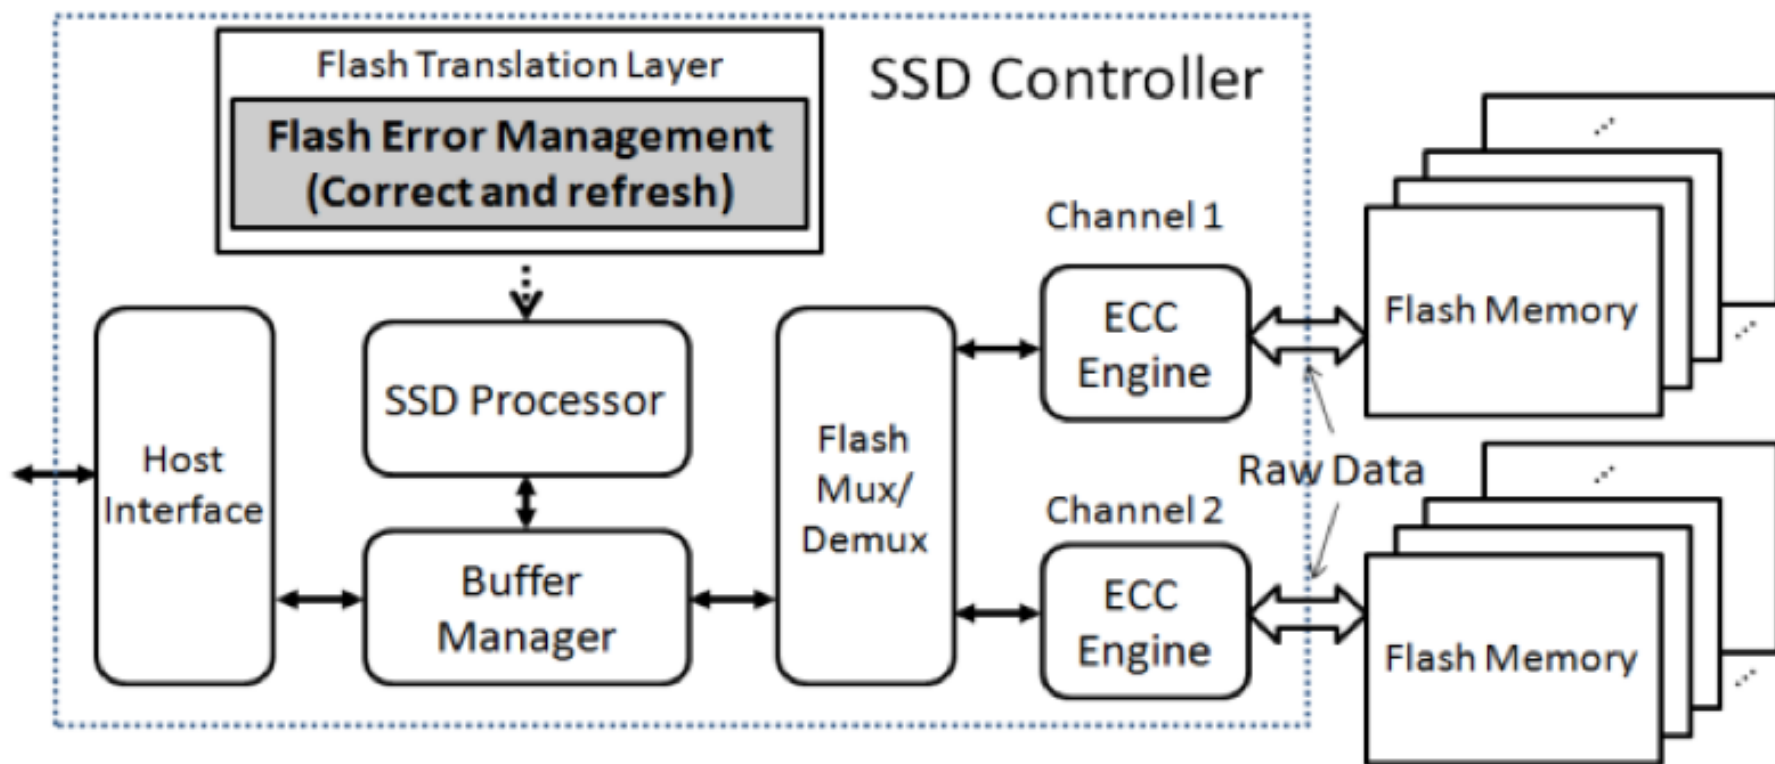 Flash Translation Layer
SSD Controller
Flash Error Management
(Correct and refresh)
Channel 1
ECC
Engine
Flash Memory
SSD Processor
Host
Interface
Flash
Mux/
Demux
Raw Data
Channel 2
Buffer
Manager
ECC
Engine
Flash Memory